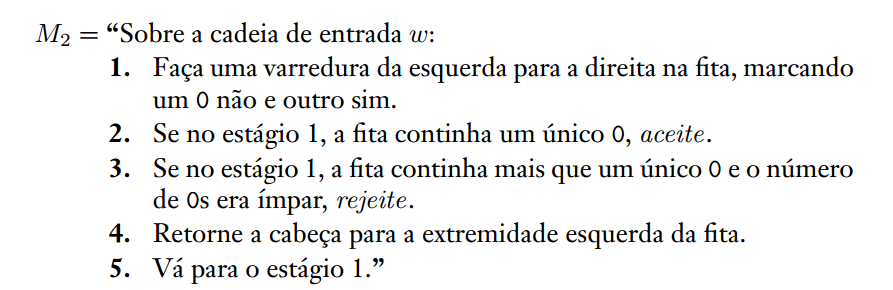 M₂ = “Sobre a cadeia de entrada w:
1. Faça uma varredura da esquerda para a direita na fita, marcando
um 0 não e outro sim.
2. Se no estágio 1, a fita continha um único 0, aceite.
3. Se no estágio 1, a fita continha mais que um único 0 e o número
de 0s era ímpar, rejeite.
4. Retorne a cabeça para a extremidade esquerda da fita.
5. Vá para o estágio 1.”